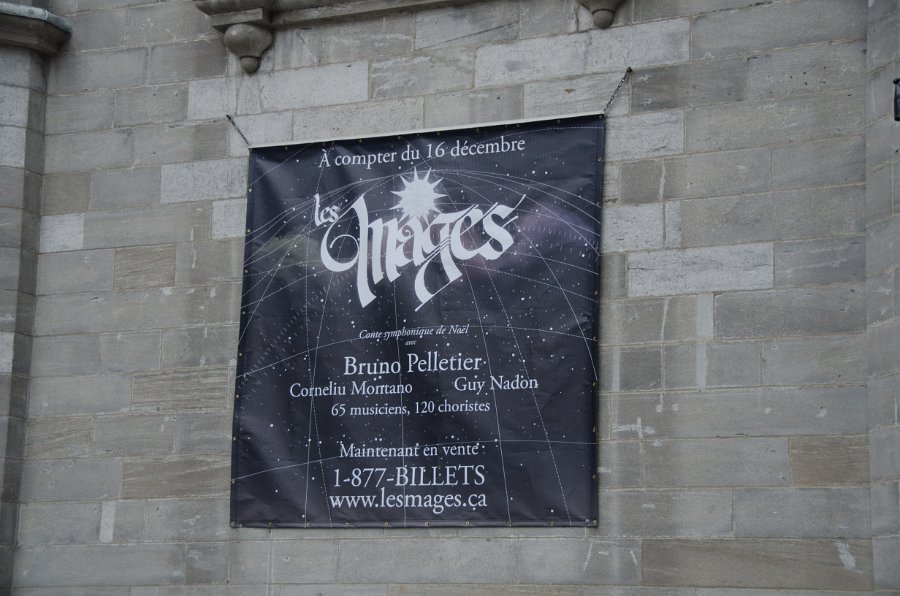 À compter du 16 décembre
les Mages
Conte symphonique de Noël
avec
Bruno Pelletier
Corneliu Montano Guy Nadon
65 musiciens, 120 choristes
Maintenant en vente
1-877-BILLETS
www.lesmages.ca